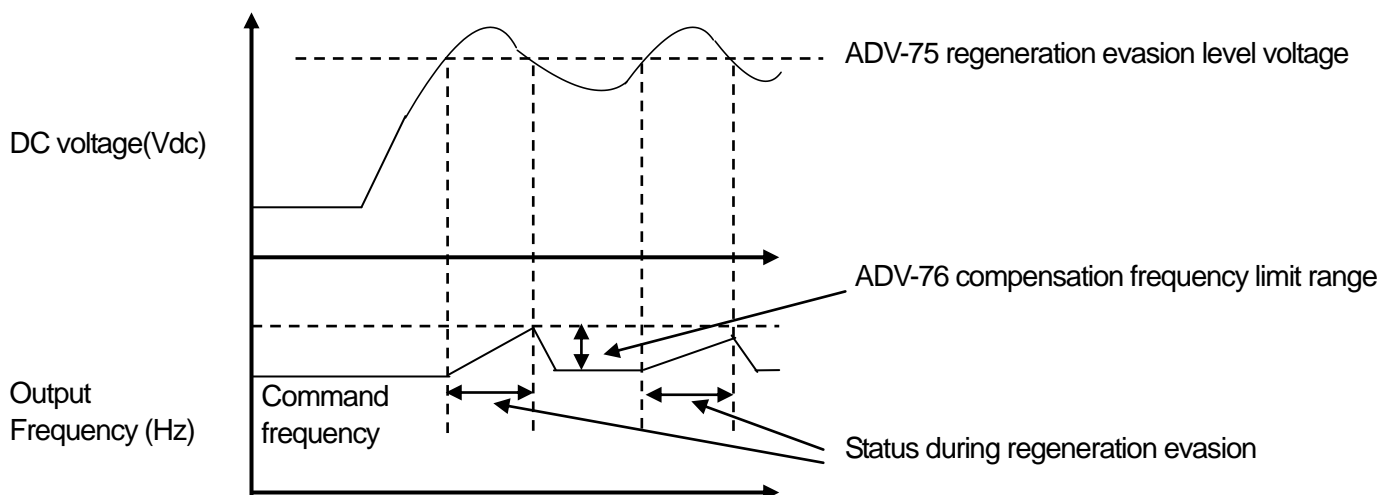 ADV-75 regeneration evasion level voltage
DC voltage(Vdc)
ADV-76 compensation frequency limit range
Output
Frequency (Hz)
Command
frequency
Status during regeneration evasion